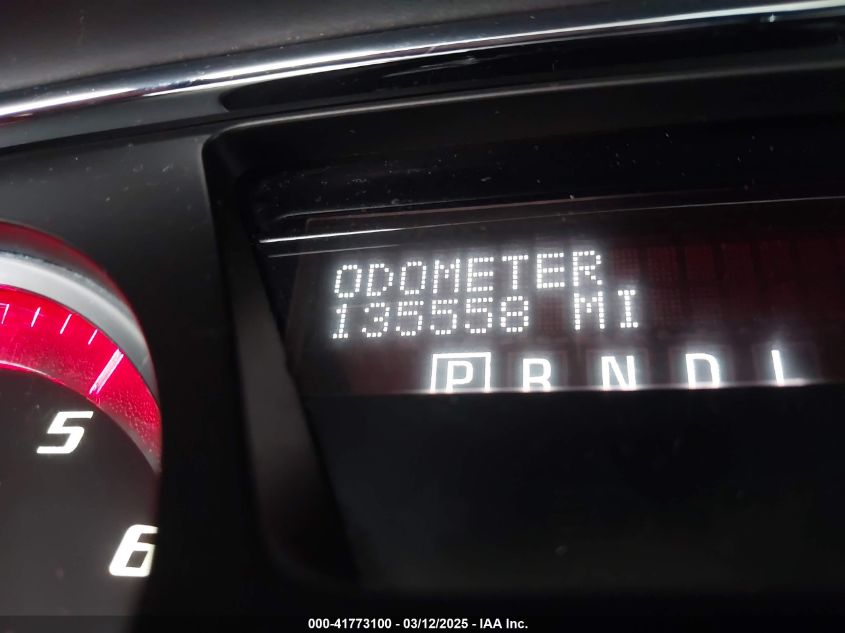 ODOMETER
135558 MI
P R N D L
5
6
000-41773100 - 03/12/2025 - IAA Inc.